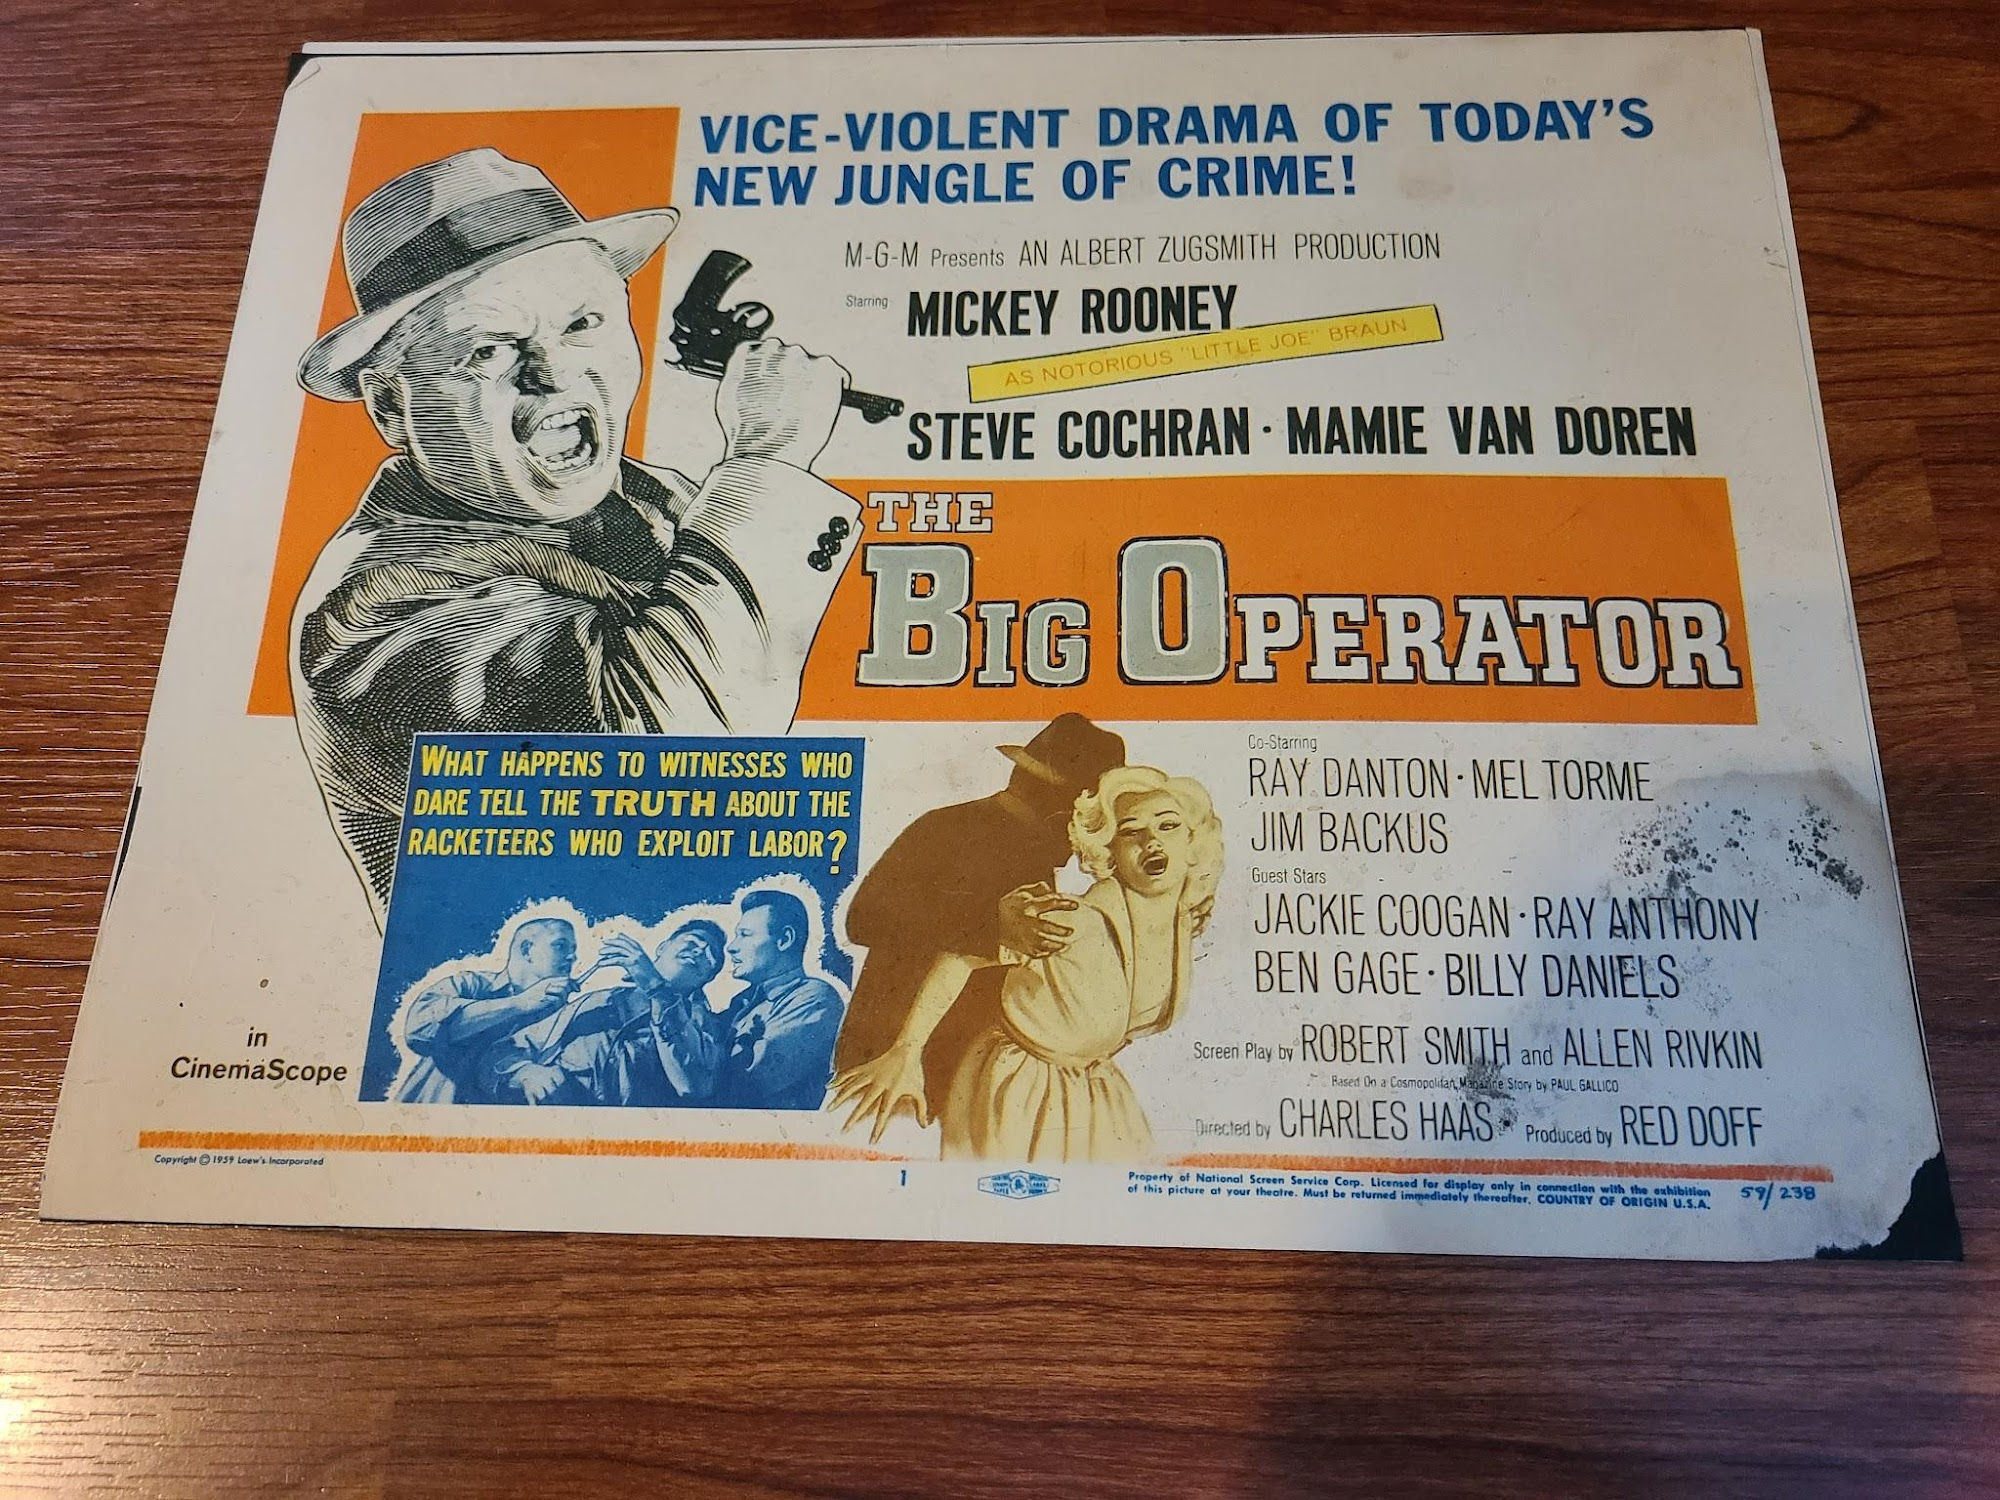 VICE-VIOLENT DRAMA OF TODAY'S
NEW JUNGLE OF CRIME!
M-G-M Presents AN ALBERT ZUGSMITH PRODUCTION
Starring MICKEY ROONEY
AS NOTORIOUS "LITTLE JOE" BRAUN
STEVE COCHRAN · MAMIE VAN DOREN
THE
BIG OPERATOR
WHAT HAPPENS TO WITNESSES WHO
DARE TELL THE TRUTH ABOUT THE
RACKETEERS WHO EXPLOIT LABOR?
Co-Starring
RAY DANTON · MEL TORME
JIM BACKUS
Guest Stars
JACKIE COOGAN · RAY ANTHONY
BEN GAGE · BILLY DANIELS
Screen Play by ROBERT SMITH and ALLEN RIVKIN
Based On a Cosmopolitan Magazine Story by PAUL GALLICO
Directed by CHARLES HAAS · Produced by RED DOFF
in
CinemaScope
Copyright © 1959 Loew's Incorporated
1
Property of National Screen Service Corp. Licensed for display only in connection with the exhibition
of this picture at your theatre. Must be returned immediately thereafter. COUNTRY OF ORIGIN U.S.A.
59/238